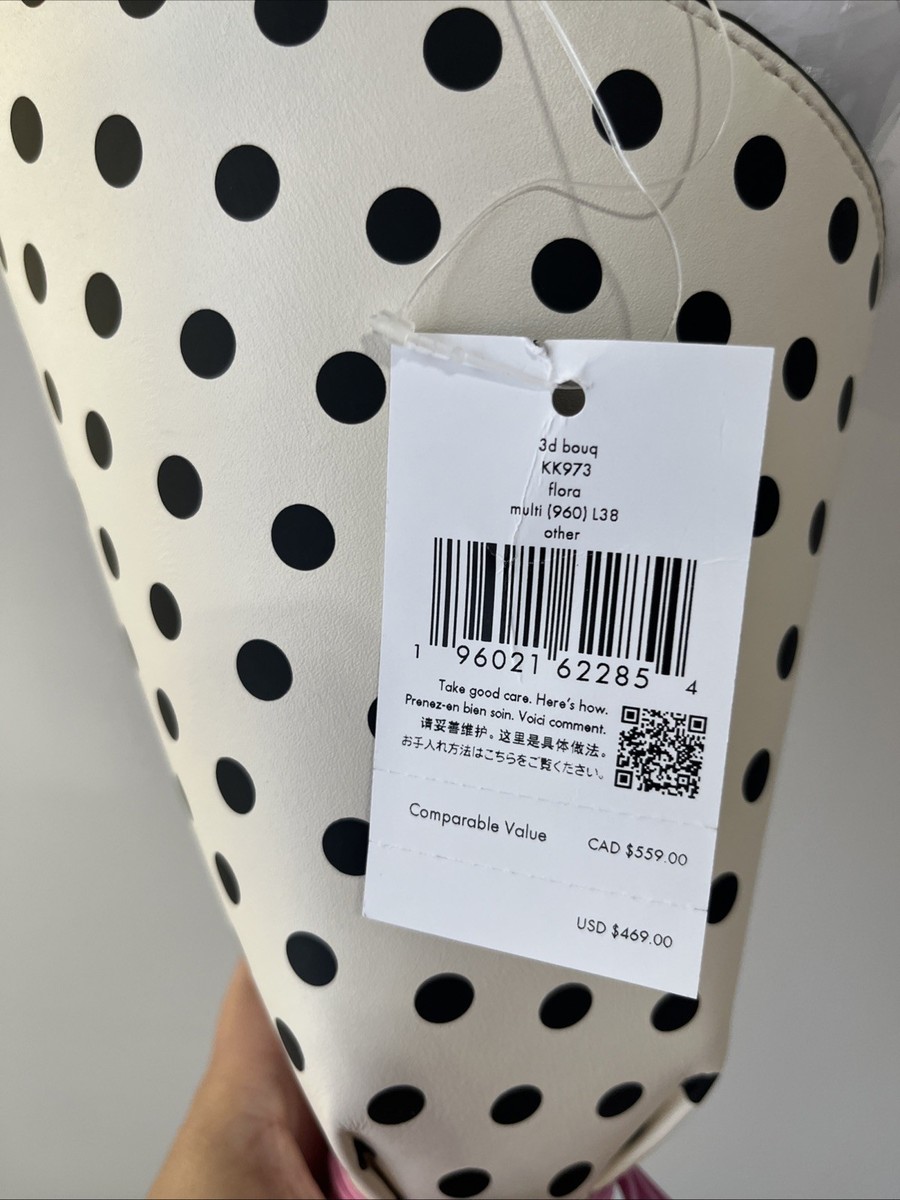 3d bouq
KK973
flora
multi (960) L38
other
1 96021 62285 4
Take good care. Here's how.
Prenez-en bien soin. Voici comment.
请妥善维护。这里是具体做法。
お手入れ方法はこちらをご覧ください。
Comparable Value CAD $559.00
USD $469.00